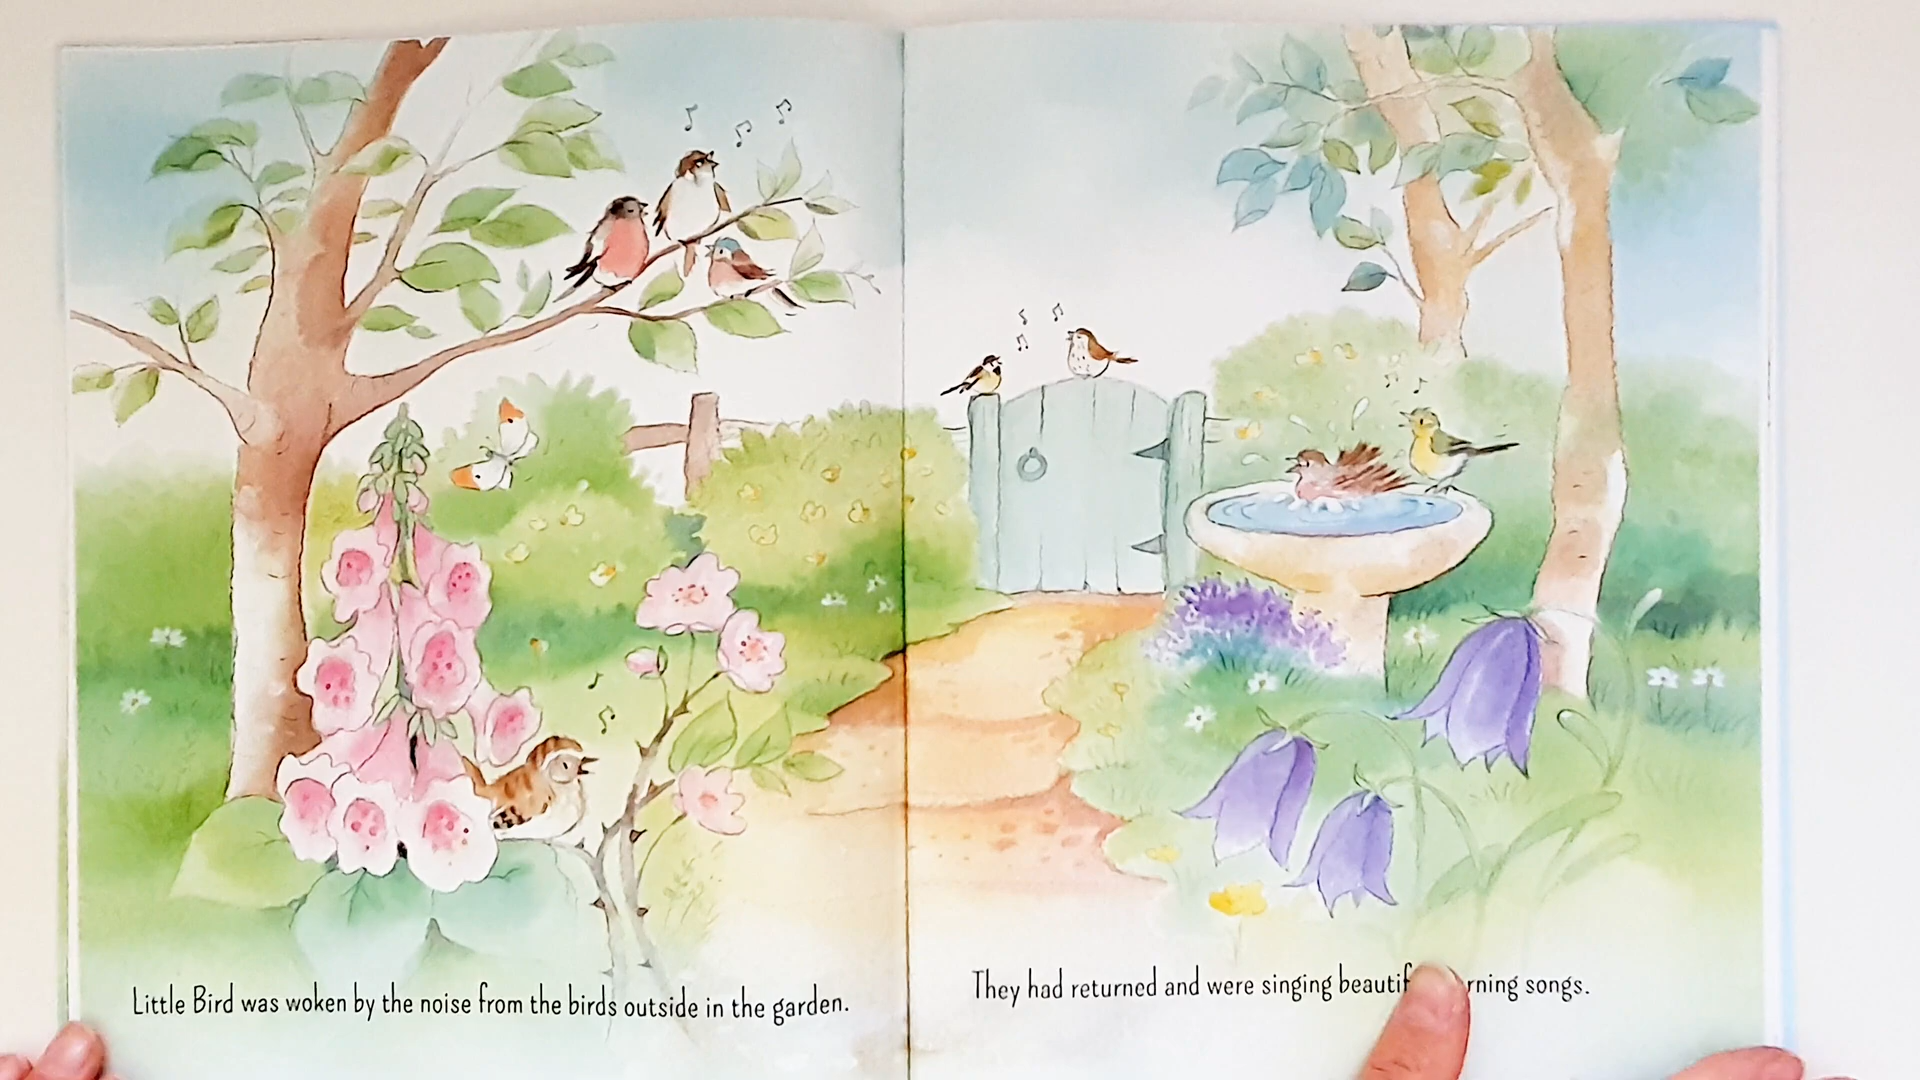 Little Bird was woken by the noise from the birds outside in the garden.
They had returned and were singing songs.